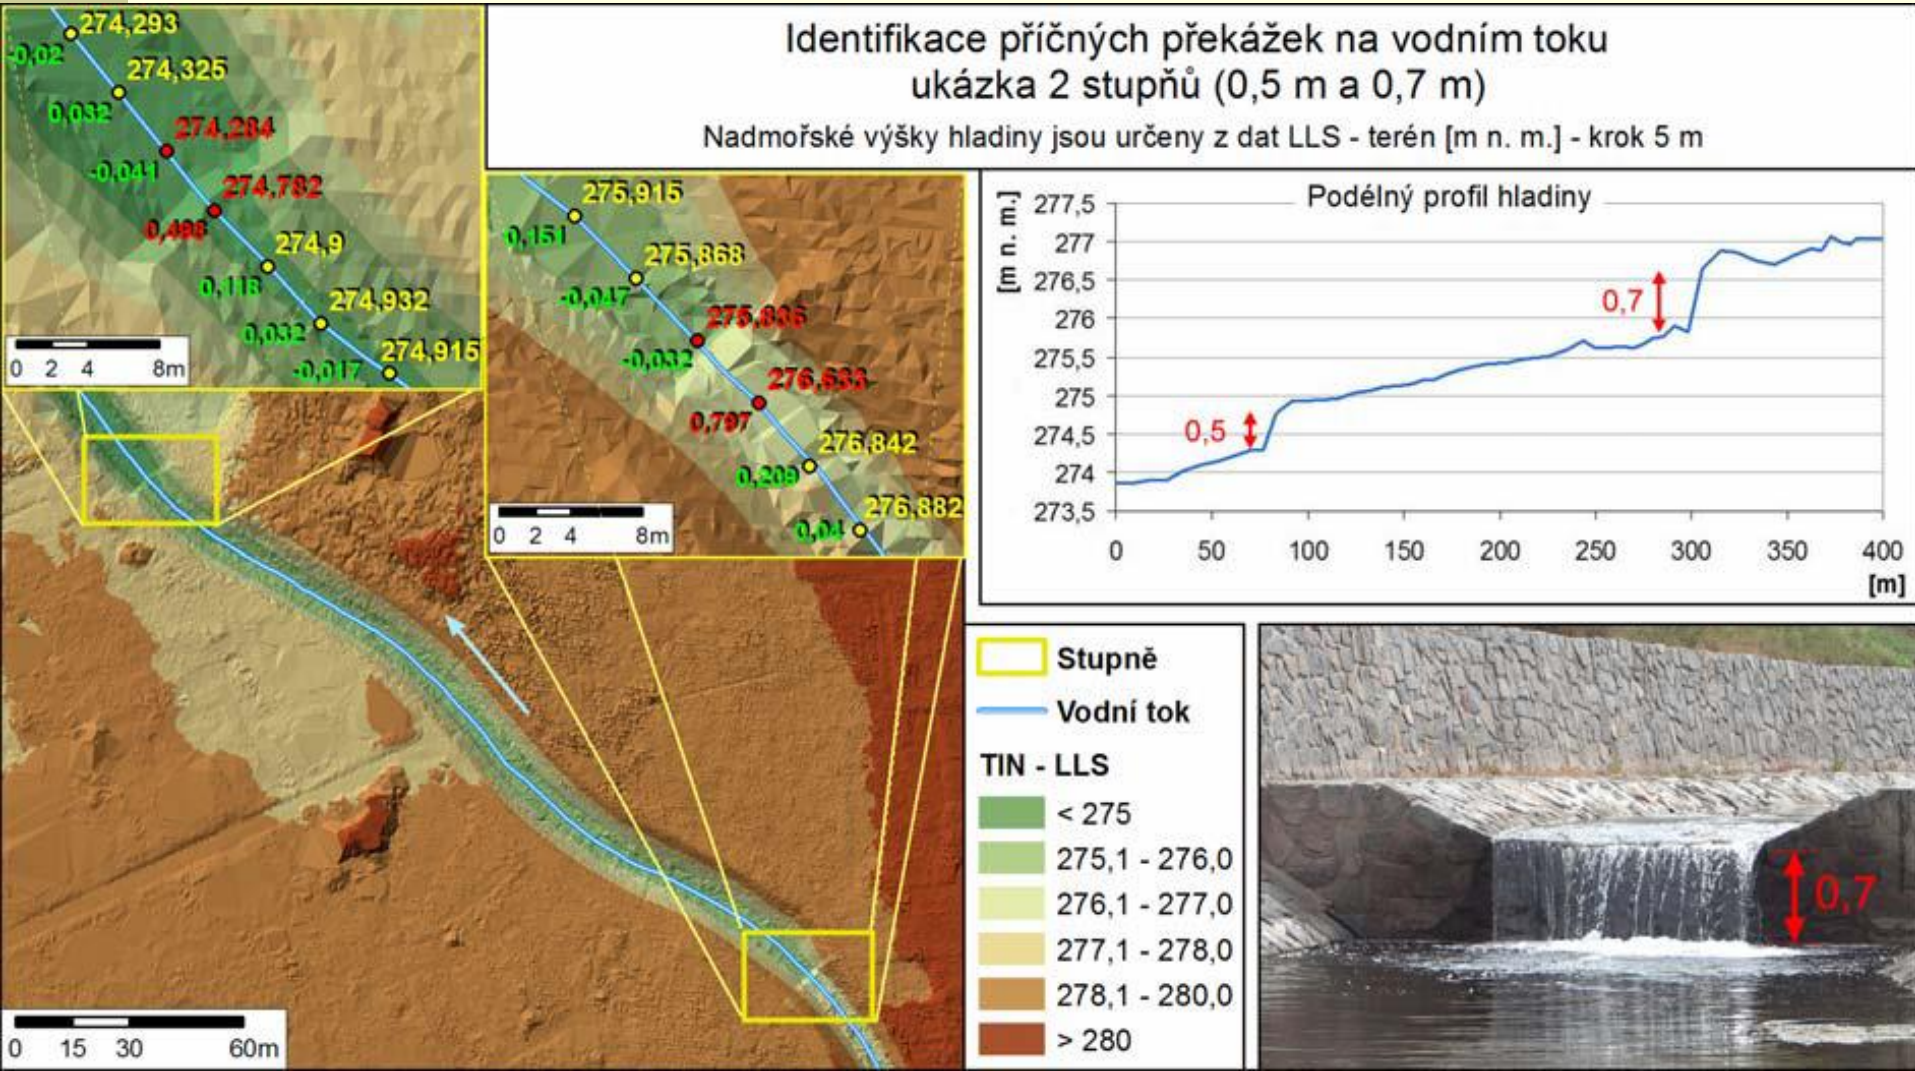 Identifikace příčných překážek na vodním toku
ukázka 2 stupňů (0,5 m a 0,7 m)
Nadmořské výšky hladiny jsou určeny z dat LLS - terén [m n. m.] - krok 5 m
274,293
-0,02
274,325
0,032
274,284
-0,041
274,782
0,498
274,9
0,118
274,932
0,032
274,915
-0,017
0 2 4 8m
275,915
0,151
275,868
-0,047
275,836
-0,032
276,633
0,797
276,842
0,209
276,882
0,04
0 2 4 8m
Podélný profil hladiny
[m n. m.]
277,5
277
276,5
276
275,5
275
274,5
274
273,5
0,7
0,5
0 50 100 150 200 250 300 350 400
[m]
Stupně
Vodní tok
TIN - LLS
< 275
275,1 - 276,0
276,1 - 277,0
277,1 - 278,0
278,1 - 280,0
> 280
0,7
0 15 30 60m